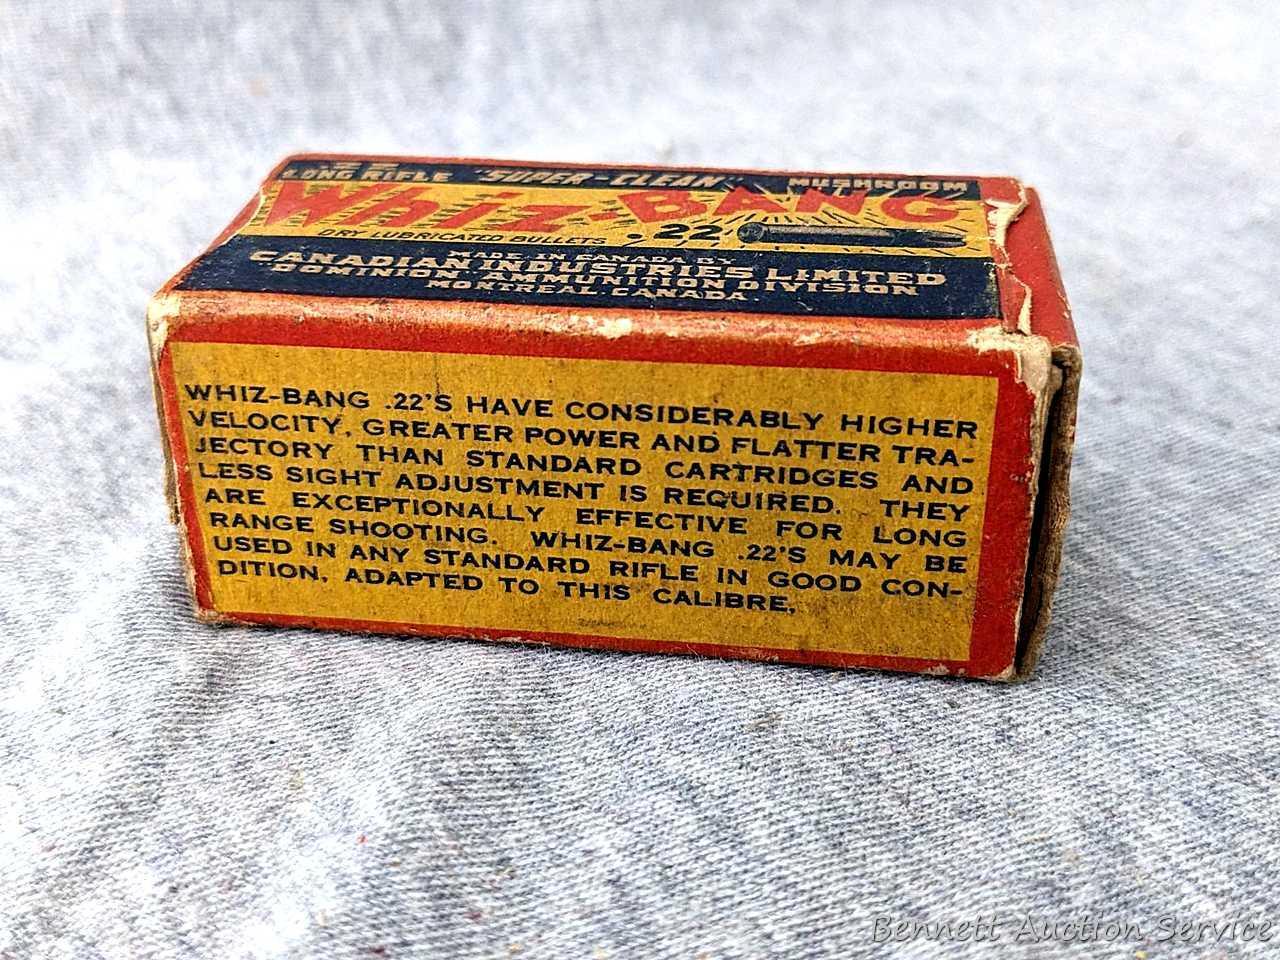 .22
LONG RIFLE "SUPER-CLEAN" MUSHROOM
Whiz-BANG
DRY LUBRICATED BULLETS .22
MADE IN CANADA BY
CANADIAN INDUSTRIES LIMITED
"DOMINION" AMMUNITION DIVISION
MONTREAL. CANADA.
WHIZ-BANG .22'S HAVE CONSIDERABLY HIGHER
VELOCITY, GREATER POWER AND FLATTER TRA-
JECTORY THAN STANDARD CARTRIDGES AND
LESS SIGHT ADJUSTMENT IS REQUIRED. THEY
ARE EXCEPTIONALLY EFFECTIVE FOR LONG
RANGE SHOOTING. WHIZ-BANG .22'S MAY BE
USED IN ANY STANDARD RIFLE IN GOOD CON-
DITION, ADAPTED TO THIS CALIBRE.
Bennett Auction Service